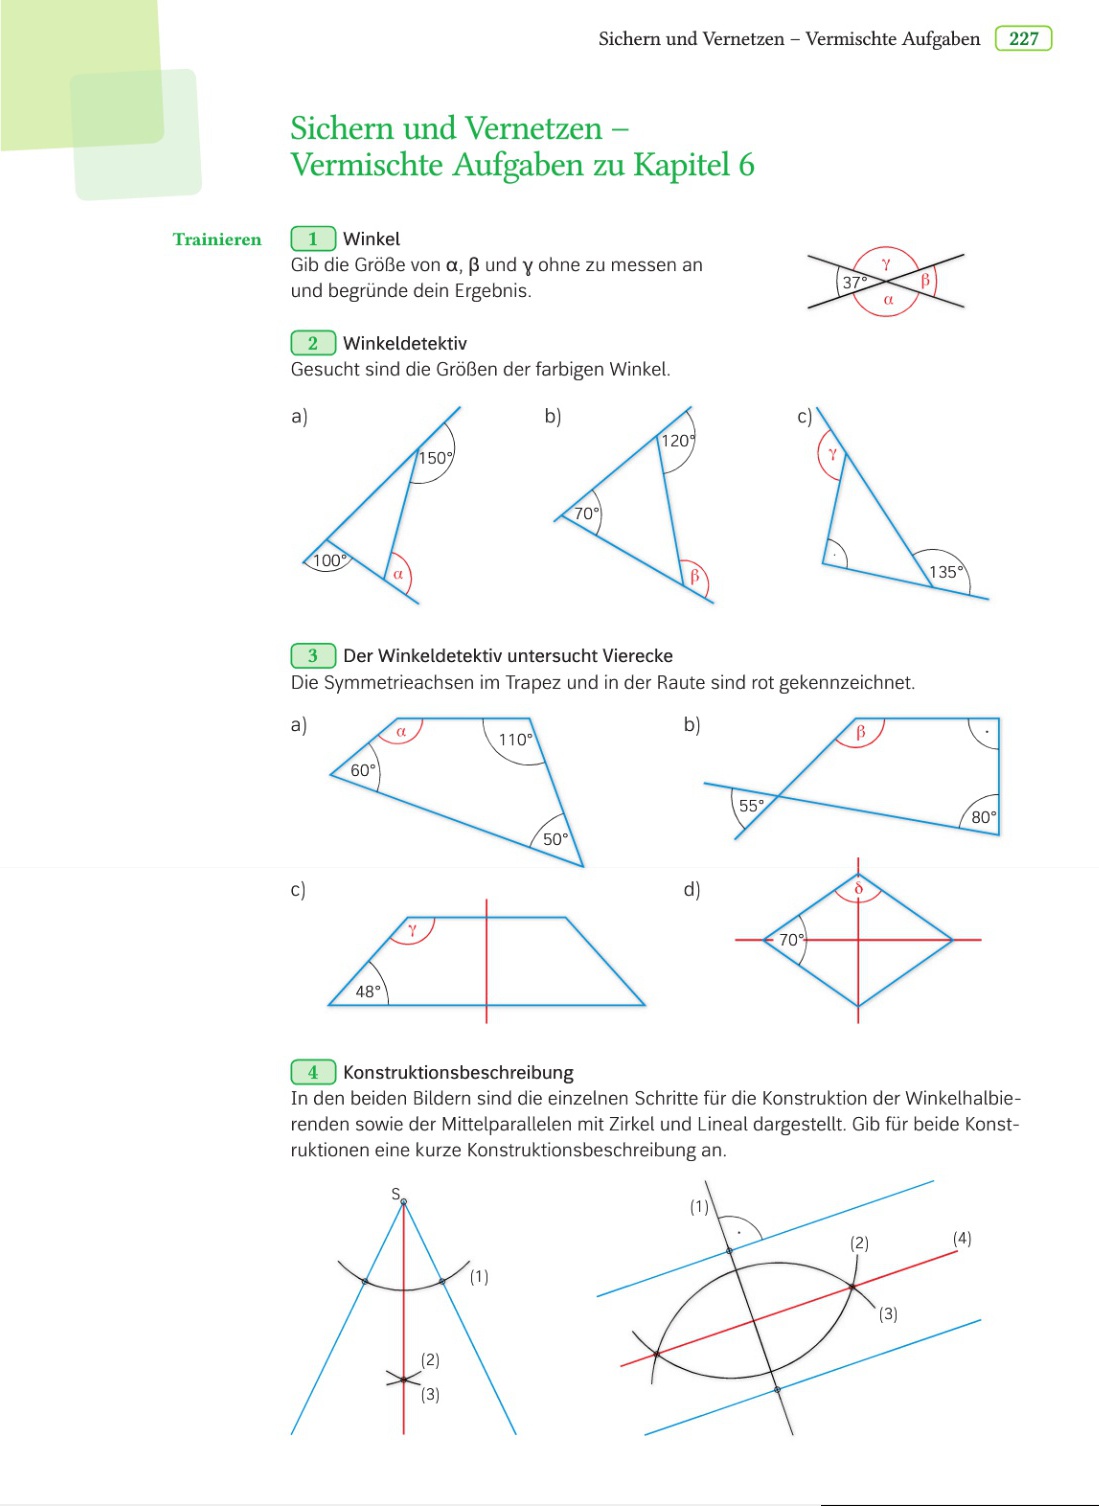 Sichern und Vernetzen – Vermischte Aufgaben 227
Sichern und Vernetzen –
Vermischte Aufgaben zu Kapitel 6
Trainieren
1 Winkel
Gib die Größe von α, β und γ ohne zu messen an
und begründe dein Ergebnis.
γ
37°
β
α
2 Winkeldetektiv
Gesucht sind die Größen der farbigen Winkel.
a)
150°
100°
α
b)
120°
70°
β
c)
γ
135°
3 Der Winkeldetektiv untersucht Vierecke
Die Symmetrieachsen im Trapez und in der Raute sind rot gekennzeichnet.
a)
α
110°
60°
50°
b)
β
55°
80°
c)
γ
48°
d)
δ
70°
4 Konstruktionsbeschreibung
In den beiden Bildern sind die einzelnen Schritte für die Konstruktion der Winkelhalbie-
renden sowie der Mittelparallelen mit Zirkel und Lineal dargestellt. Gib für beide Konst-
ruktionen eine kurze Konstruktionsbeschreibung an.
S
(1)
(2)
(3)
(1)
(2)
(4)
(3)